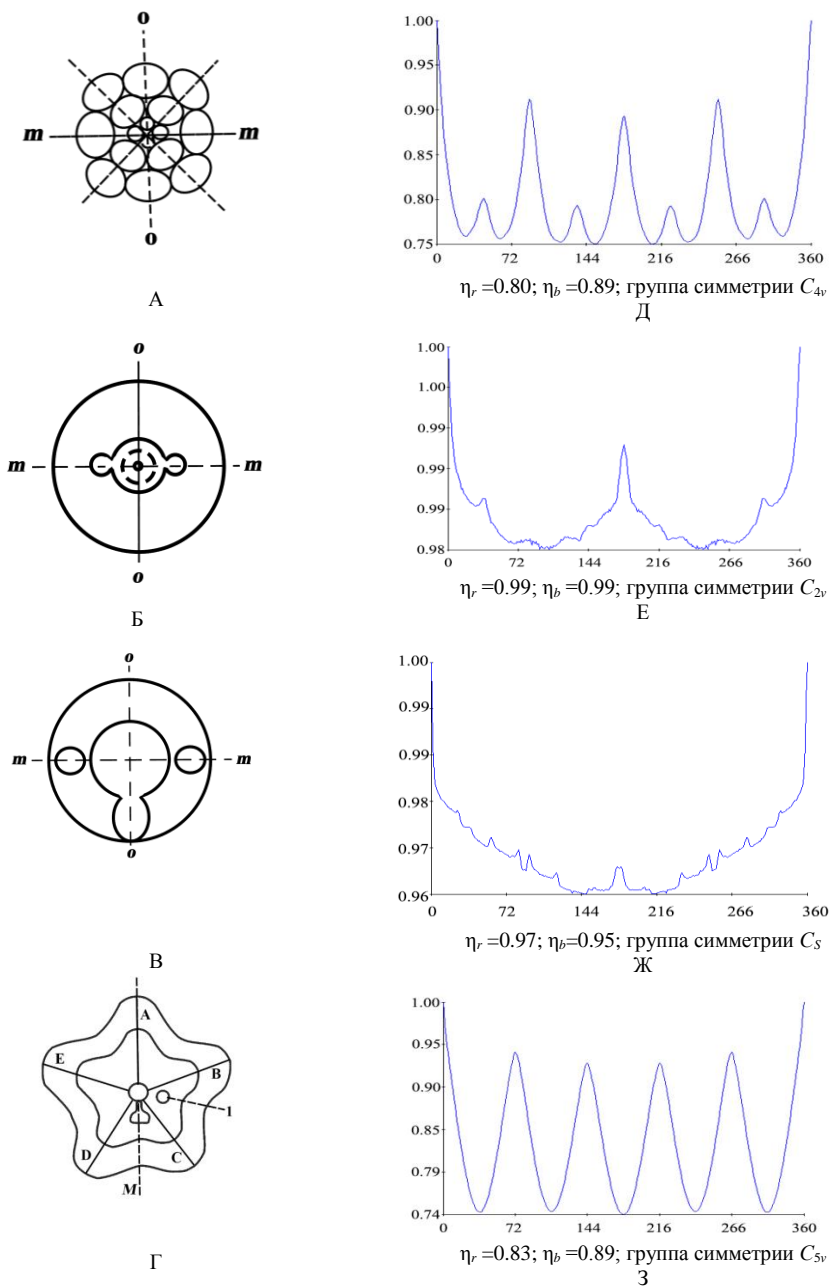 o
m m
o
А
1.00
0.95
0.90
0.85
0.80
0.75
0 72 144 216 266 360
ηr =0.80; ηb =0.89; группа симметрии C4v
Д
o
m m
o
Б
1.00
1.00
0.99
0.99
0.99
0.98
0 72 144 216 266 360
ηr =0.99; ηb =0.99; группа симметрии C2v
Е
o
m m
o
В
1.00
0.99
0.99
0.98
0.97
0.96
0 72 144 216 266 360
ηr =0.97; ηb=0.95; группа симметрии CS
Ж
A
E
B
1
D
C
M
Г
1.00
0.95
0.90
0.85
0.79
0.74
0 72 144 216 266 360
ηr =0.83; ηb =0.89; группа симметрии C5v
З